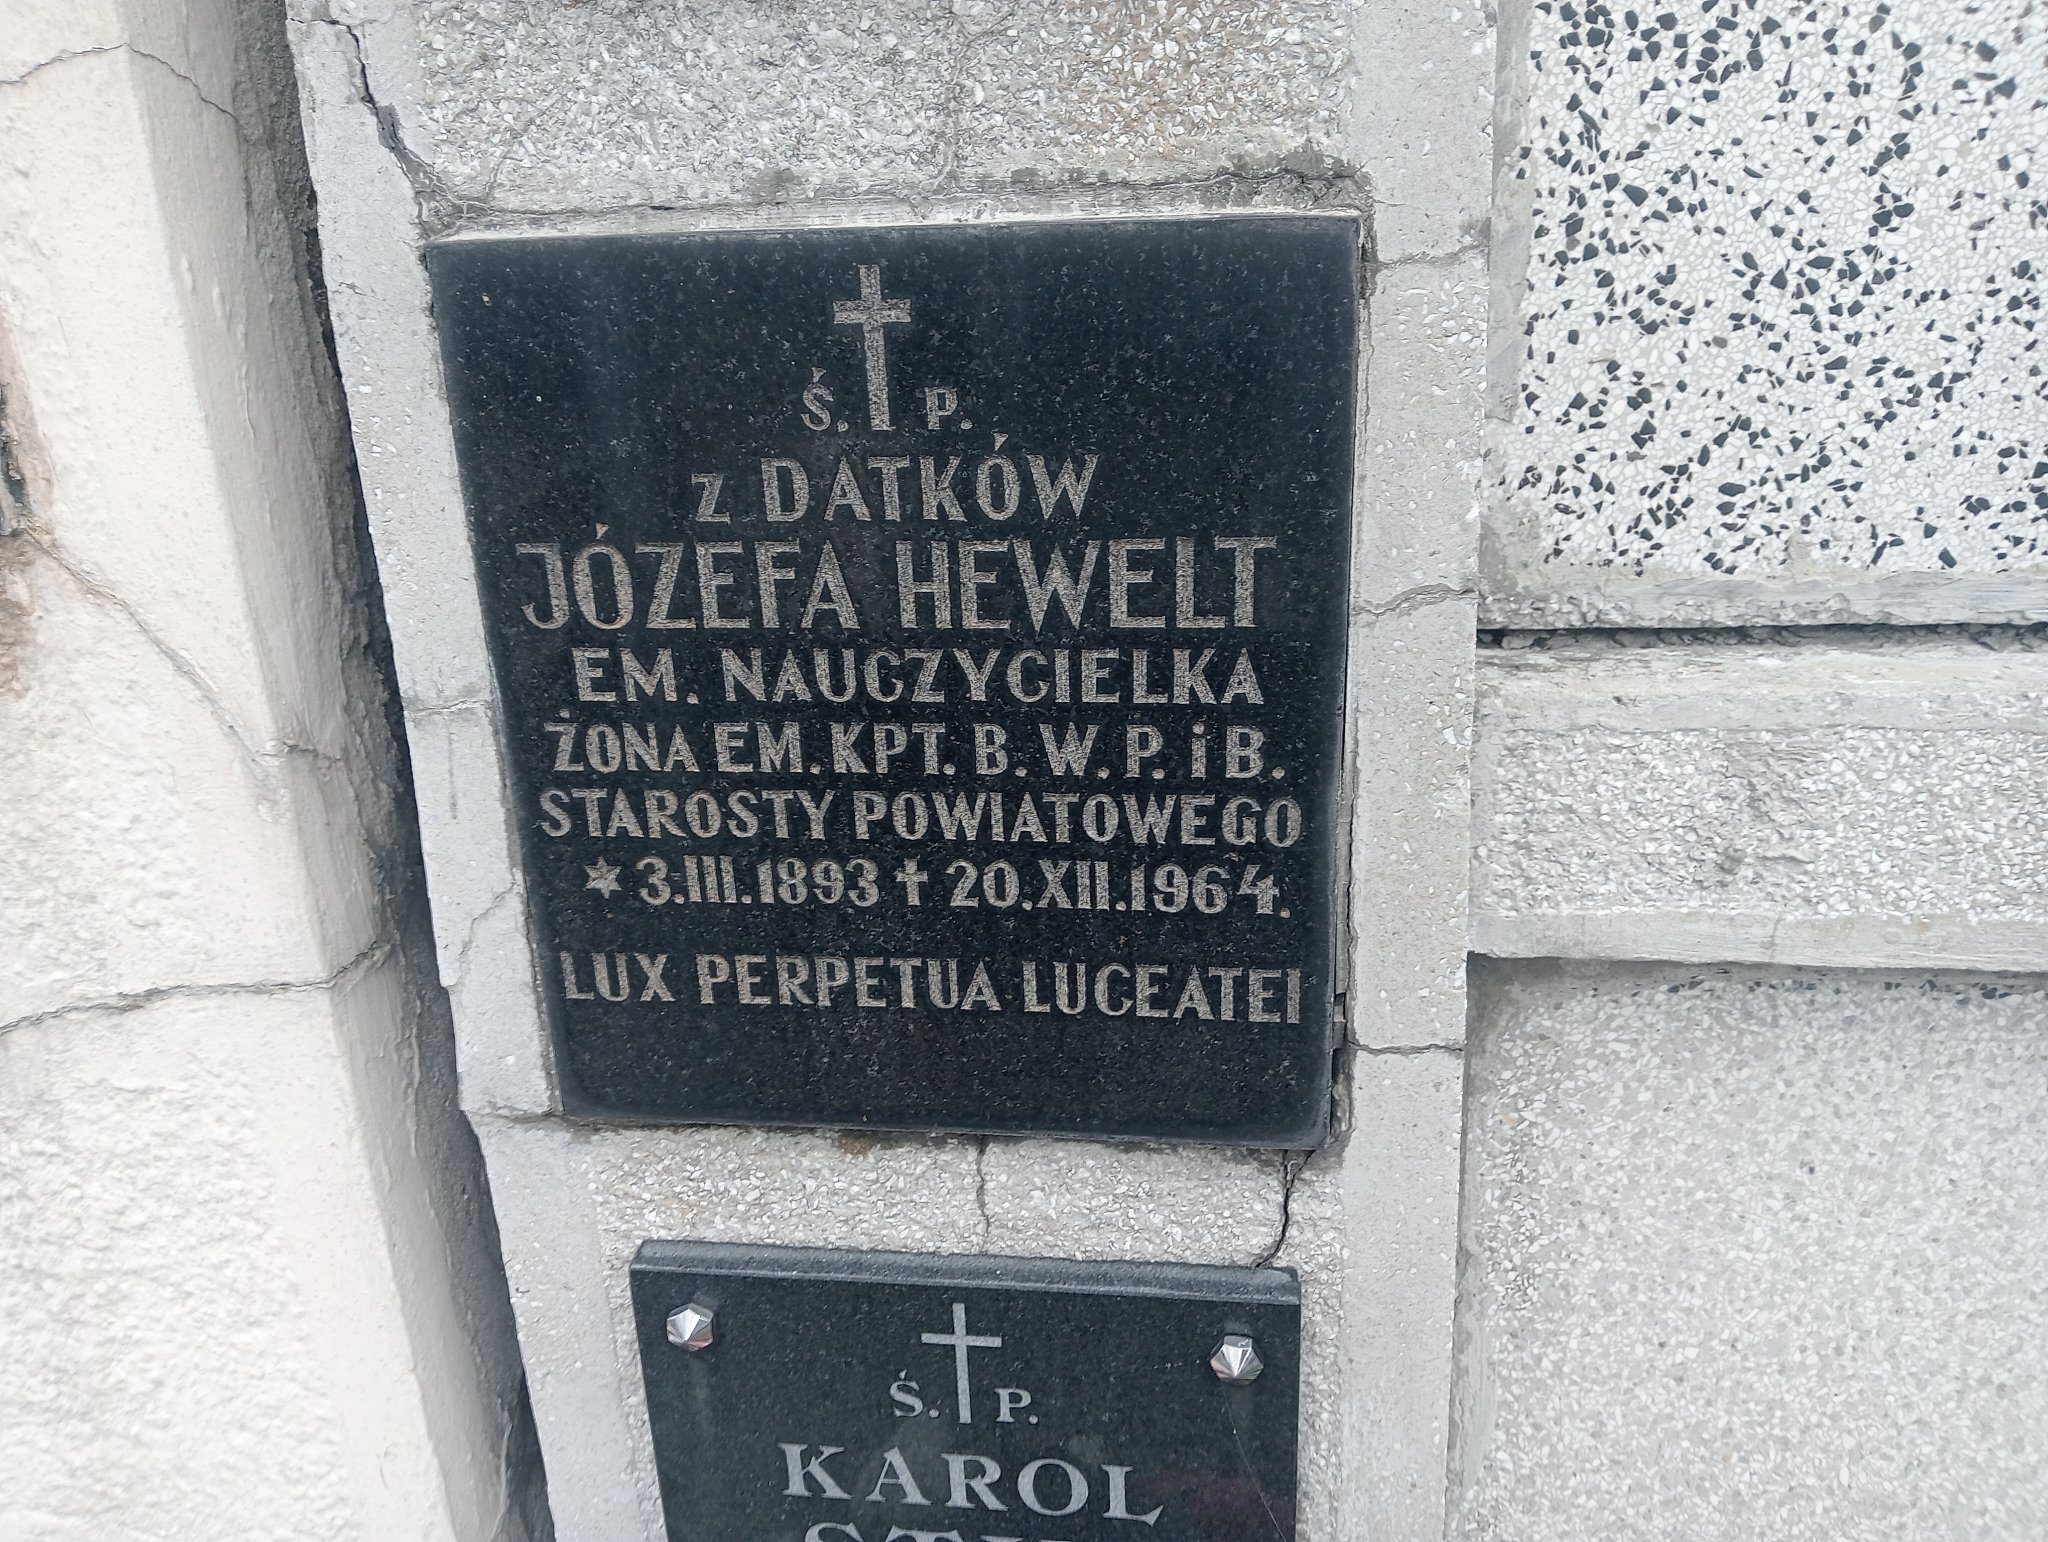 Ś. P.
z DATKÓW
JÓZEFA HEWELT
EM. NAUCZYCIELKA
ŻONA EM. KPT. B. W. P. i B.
STAROSTY POWIATOWEGO
* 3.III.1893 † 20.XII.1964.
LUX PERPETUA LUCEATEI.
Ś. P.
KAROL